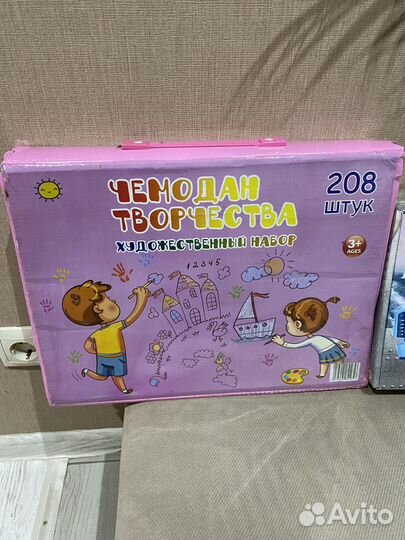 ЧЕМОДАН
ТВОРЧЕСТВА
ХУДОЖЕСТВЕННЫЙ НАБОР
208
ШТУК
3+
AGES
12345
Avito